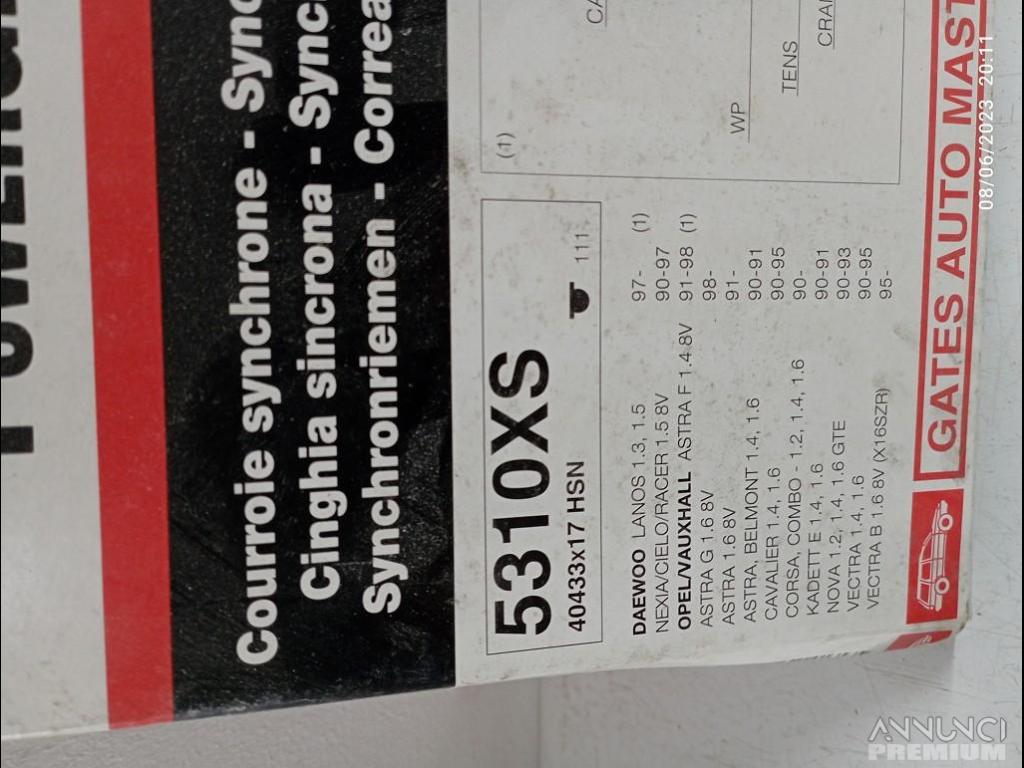 Courroie synchrone - Sync
Cinghia sincrona - Sync
Synchronriemen - Correa
5310XS
40433x17 HSN
111
DAEWOO LANOS 1.3, 1.5 97- (1)
NEXIA/CIELO/RACER 1.5 8V 90-97
OPEL/VAUXHALL ASTRA F 1.4 8V 91-98 (1)
ASTRA G 1.6 8V 98-
ASTRA 1.6 8V 91-
ASTRA, BELMONT 1.4, 1.6 90-91
CAVALIER 1.4, 1.6 90-95
CORSA, COMBO - 1.2, 1.4, 1.6 90-
KADETT E 1.4, 1.6 90-91
NOVA 1.2, 1.4, 1.6 GTE 90-93
VECTRA 1.4, 1.6 90-95
VECTRA B 1.6 8V (X16SZR) 95-
(1)
CA
WP
TENS
CRA
GATES AUTO MAST
08/06/2023 20:11
ANNUNCI
PREMIUM